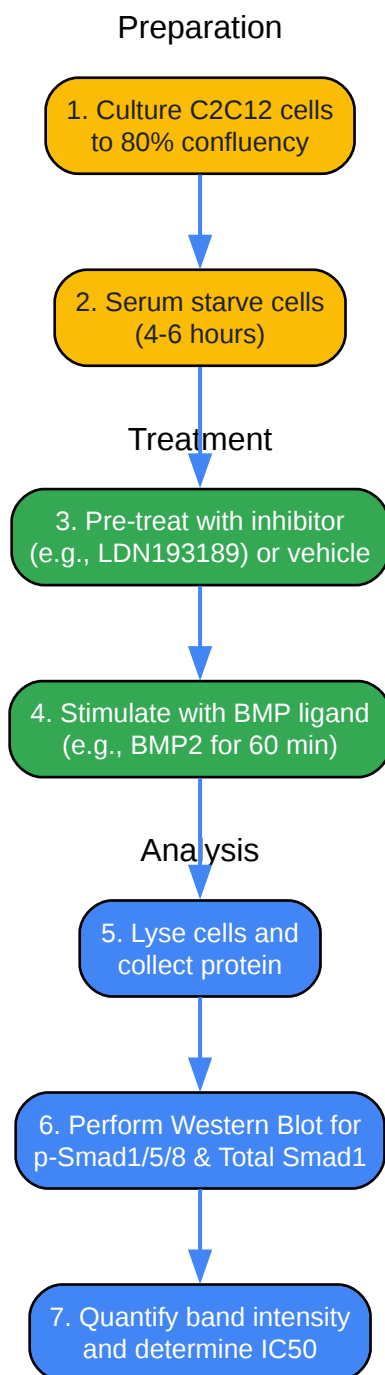 Preparation
1. Culture C2C12 cells
to 80% confluency
2. Serum starve cells
(4-6 hours)
Treatment
3. Pre-treat with inhibitor
(e.g., LDN193189) or vehicle
4. Stimulate with BMP ligand
(e.g., BMP2 for 60 min)
Analysis
5. Lyse cells and
collect protein
6. Perform Western Blot for
p-Smad1/5/8 & Total Smad1
7. Quantify band intensity
and determine IC50